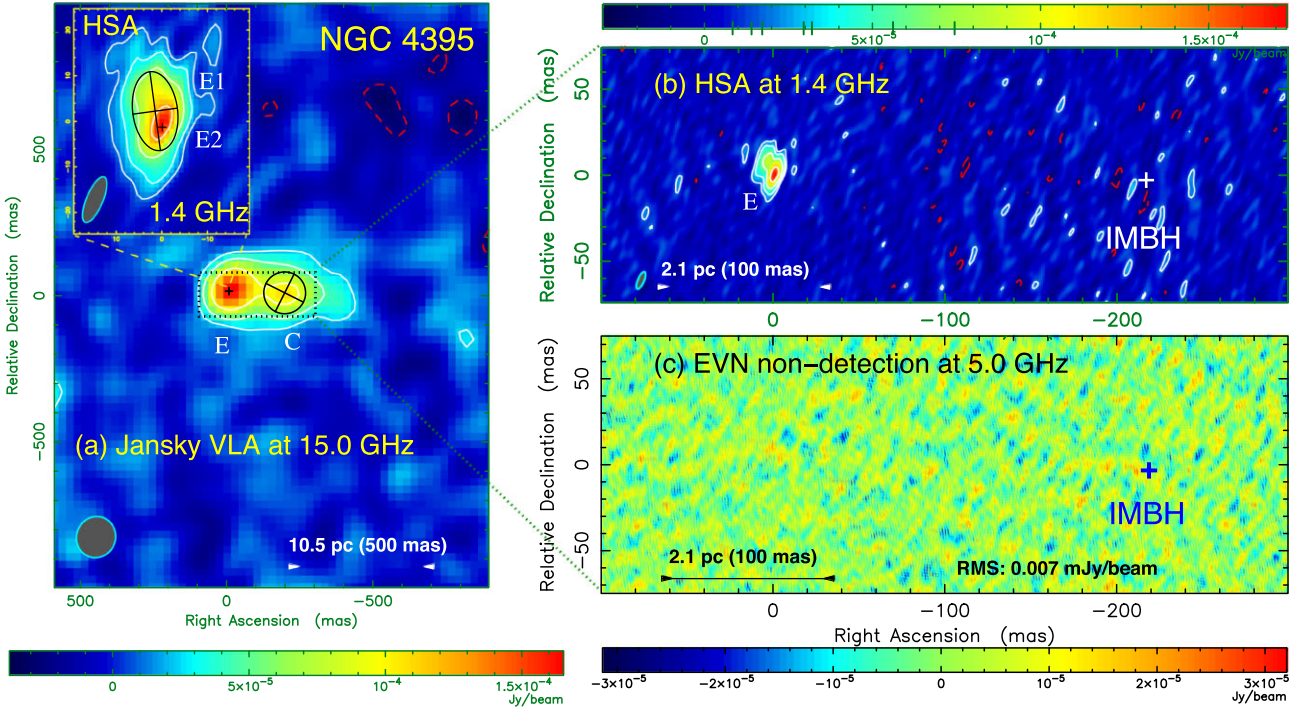 HSA
NGC 4395
E1
E2
1.4 GHz
10
0
−10
500
0
−500
Relative Declination (mas)
E
C
(a) Jansky VLA at 15.0 GHz
10.5 pc (500 mas)
500
0
−500
Right Ascension (mas)
0
5×10⁻⁵
10⁻⁴
1.5×10⁻⁴
Jy/beam
0
5×10⁻⁵
10⁻⁴
1.5×10⁻⁴
Jy/beam
(b) HSA at 1.4 GHz
50
0
−50
Relative Declination (mas)
E
IMBH
2.1 pc (100 mas)
0
−100
−200
(c) EVN non−detection at 5.0 GHz
50
0
−50
Relative Declination (mas)
IMBH
2.1 pc (100 mas)
RMS: 0.007 mJy/beam
0
−100
−200
Right Ascension (mas)
−3×10⁻⁵
−2×10⁻⁵
−10⁻⁵
0
10⁻⁵
2×10⁻⁵
3×10⁻⁵
Jy/beam